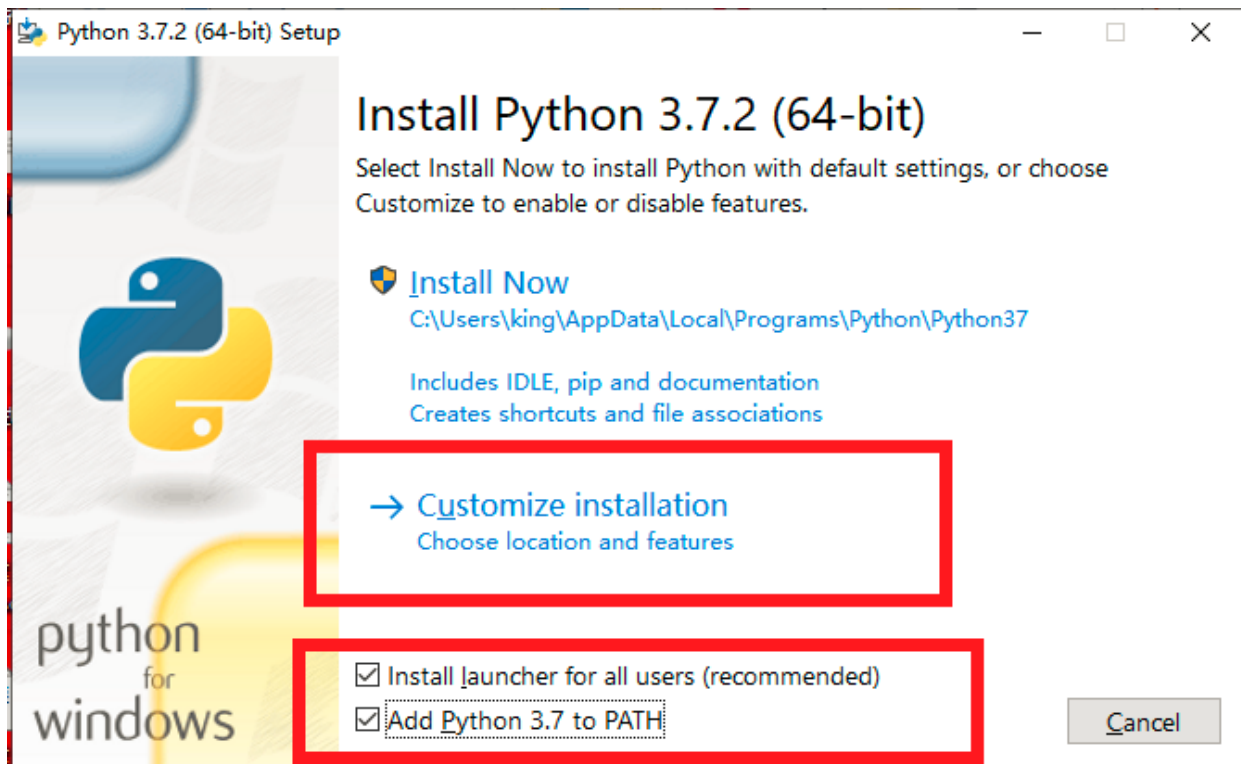 Python 3.7.2 (64-bit) Setup
Install Python 3.7.2 (64-bit)
Select Install Now to install Python with default settings, or choose
Customize to enable or disable features.
Install Now
C:\Users\king\AppData\Local\Programs\Python\Python37
Includes IDLE, pip and documentation
Creates shortcuts and file associations
Customize installation
Choose location and features
python
for
windows
Install launcher for all users (recommended)
Add Python 3.7 to PATH
Cancel